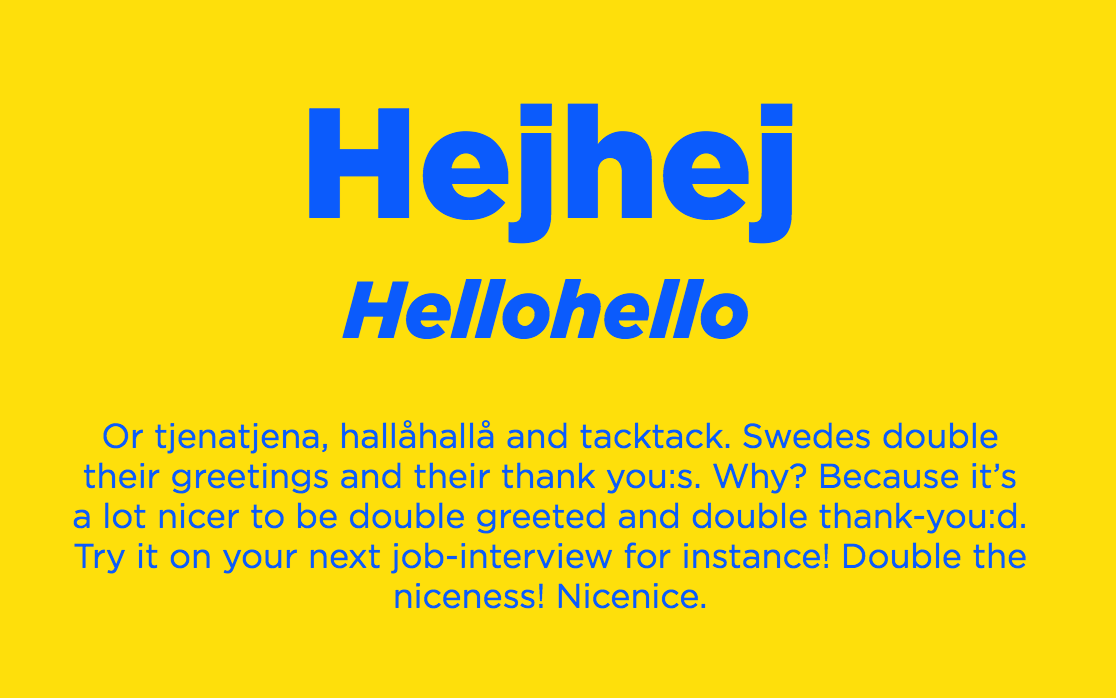 Hejhej
Hellohello
Or tjenatjena, hallåhallå and tacktack. Swedes double
their greetings and their thank you:s. Why? Because it’s
a lot nicer to be double greeted and double thank-you:d.
Try it on your next job-interview for instance! Double the
niceness! Nicenice.